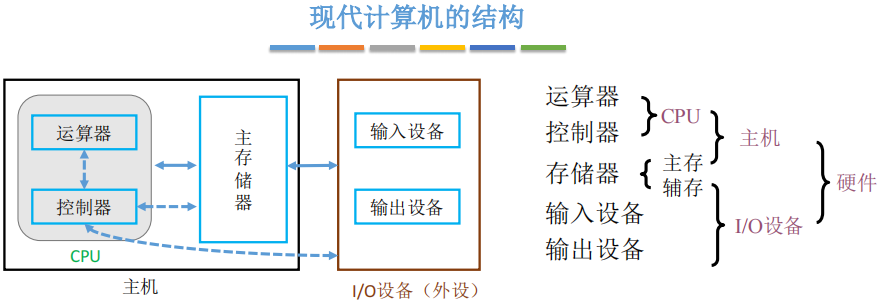 现代计算机的结构
运算器
控制器
CPU
主存储器
主机
输入设备
输出设备
I/O设备（外设）
运算器
控制器
CPU
存储器
主存
辅存
主机
输入设备
输出设备
I/O设备
硬件